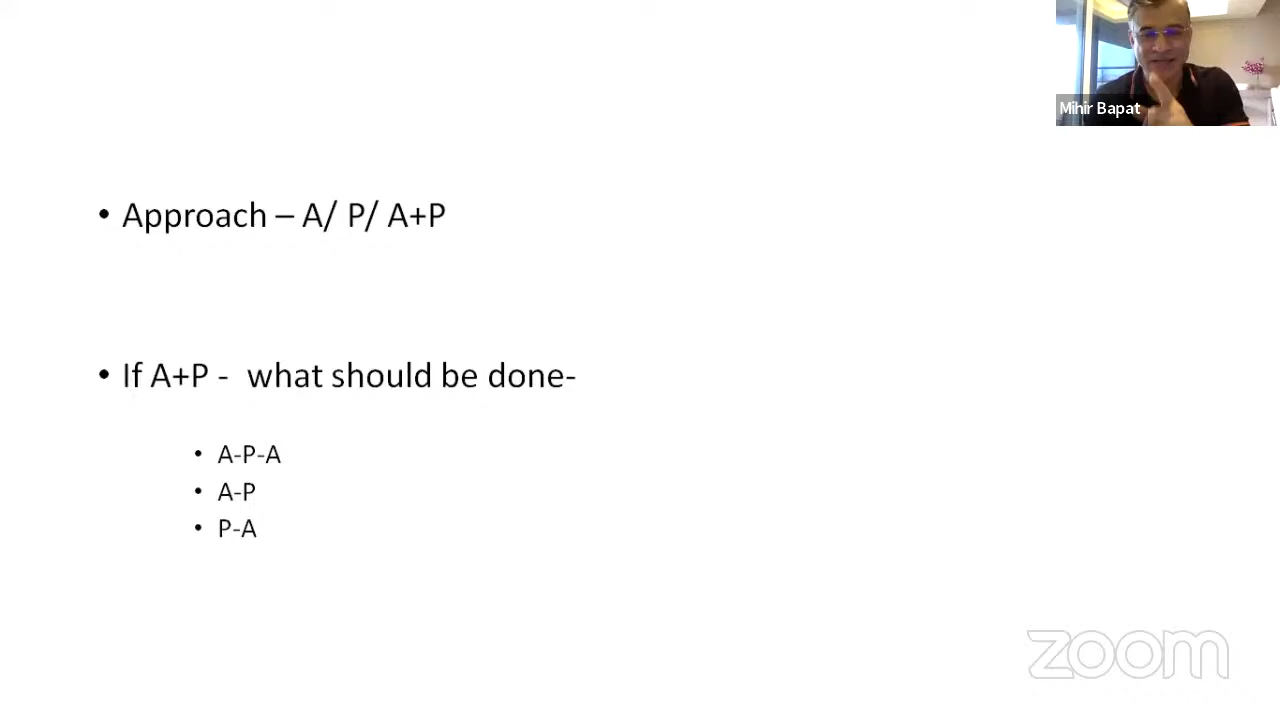 Mihir Bapat
• Approach – A/ P/ A+P
• If A+P -  what should be done-
• A-P-A
• A-P
• P-A
zoom